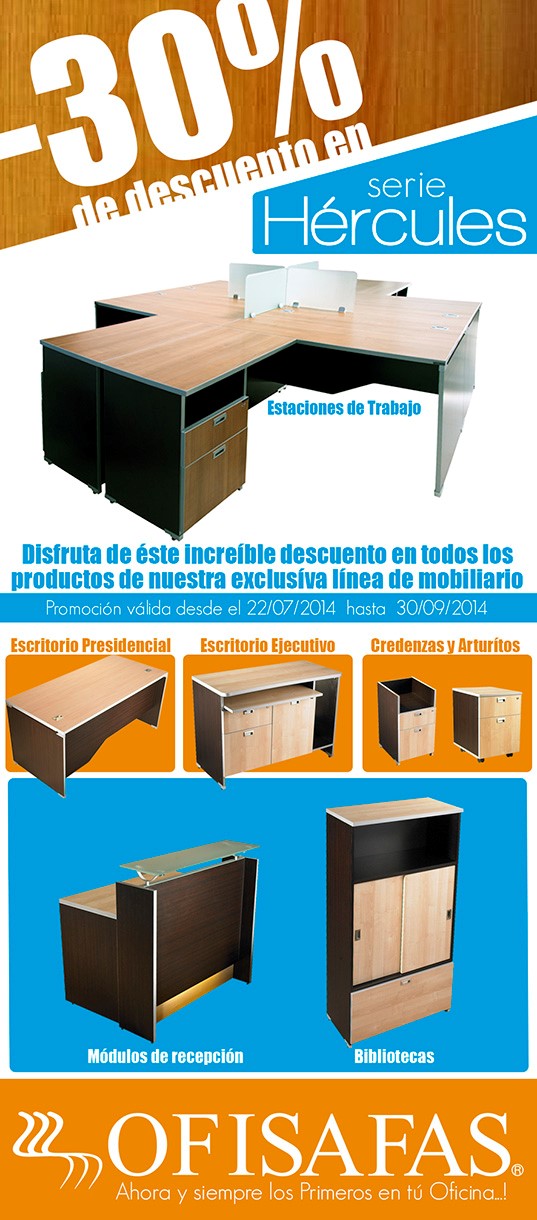 -30%
de descuento en
serie
Hércules
Estaciones de Trabajo
Disfruta de éste increíble descuento en todos los
productos de nuestra exclusíva línea de mobiliario
Promoción válida desde el 22/07/2014 hasta 30/09/2014
Escritorio Presidencial
Escritorio Ejecutivo
Credenzas y Arturítos
Módulos de recepción
Bibliotecas
OFISAFAS®
Ahora y siempre los Primeros en tú Oficina...!